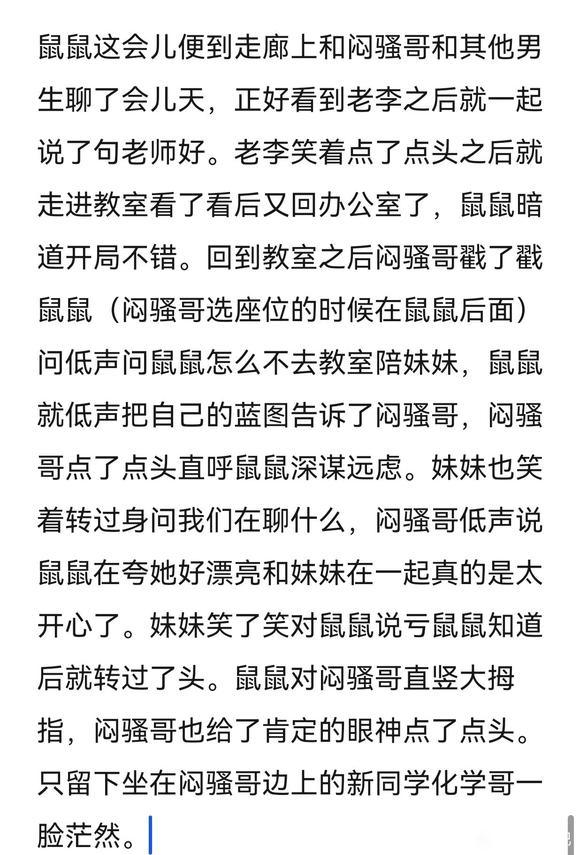 鼠鼠这会儿便到走廊上和闷骚哥和其他男
生聊了会儿天，正好看到老李之后就一起
说了句老师好。老李笑着点了点头之后就
走进教室看了看后又回办公室了，鼠鼠暗
道开局不错。回到教室之后闷骚哥戳了戳
鼠鼠（闷骚哥选座位的时候在鼠鼠后面）
问低声问鼠鼠怎么不去教室陪妹妹，鼠鼠
就低声把自己的蓝图告诉了闷骚哥，闷骚
哥点了点头直呼鼠鼠深谋远虑。妹妹也笑
着转过身问我们在聊什么，闷骚哥低声说
鼠鼠在夸她好漂亮和妹妹在一起真的是太
开心了。妹妹笑了笑对鼠鼠说亏鼠鼠知道
后就转过了头。鼠鼠对闷骚哥直竖大拇
指，闷骚哥也给了肯定的眼神点了点头。
只留下坐在闷骚哥边上的新同学化学哥一
脸茫然。